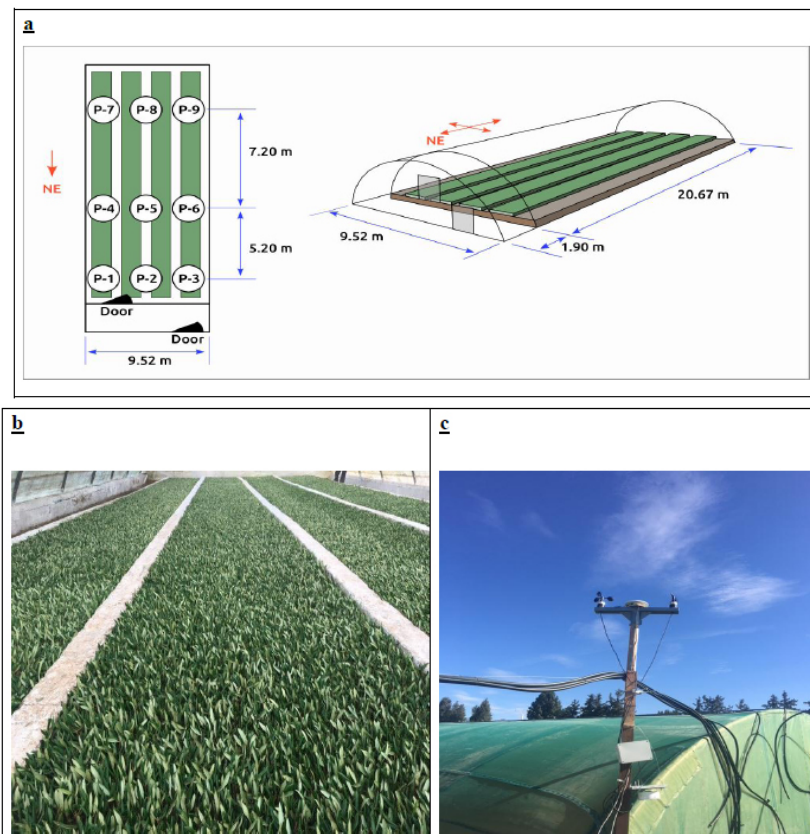 a
P-7 P-8 P-9
7.20 m
NE
P-4 P-5 P-6
5.20 m
P-1 P-2 P-3
Door
Door
9.52 m
NE
20.67 m
9.52 m
1.90 m
b
c